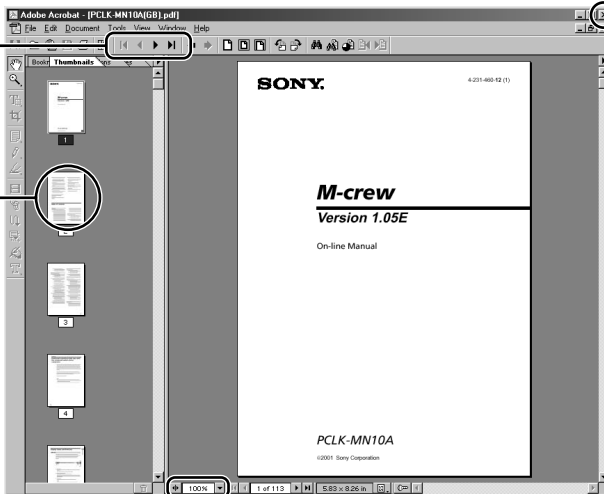 Adobe Acrobat - [PCLK-MN10A(GB).pdf]
File Edit Document Tools View Window Help
Thumbnails
SONY.
4-231-460-12 (1)
1
M-crew
Version 1.05E
On-line Manual
3
4
PCLK-MN10A
©2001 Sony Corporation
100%
1 of 113
5.83 x 8.26 in